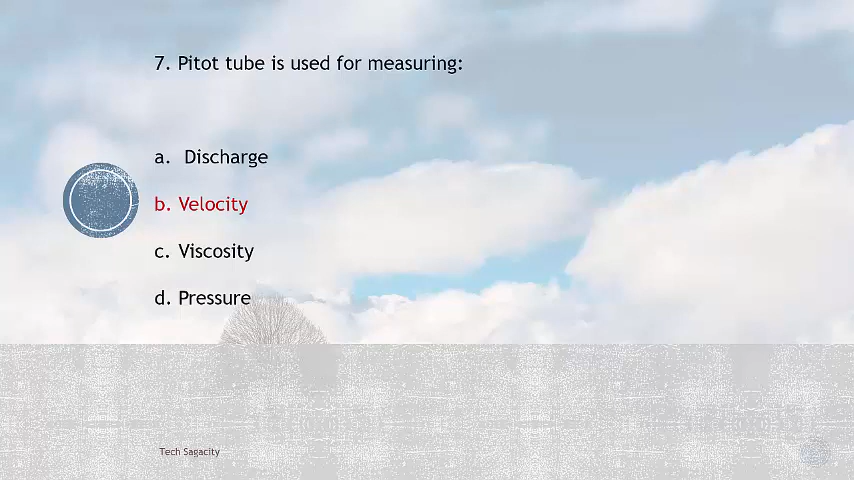 7. Pitot tube is used for measuring:
a. Discharge
b. Velocity
c. Viscosity
d. Pressure
Tech Sagacity